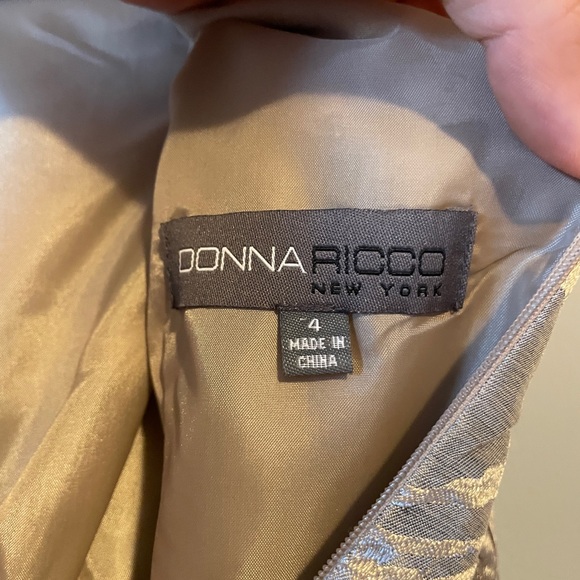 DONNA RICCO
NEW YORK
4
MADE IN
CHINA